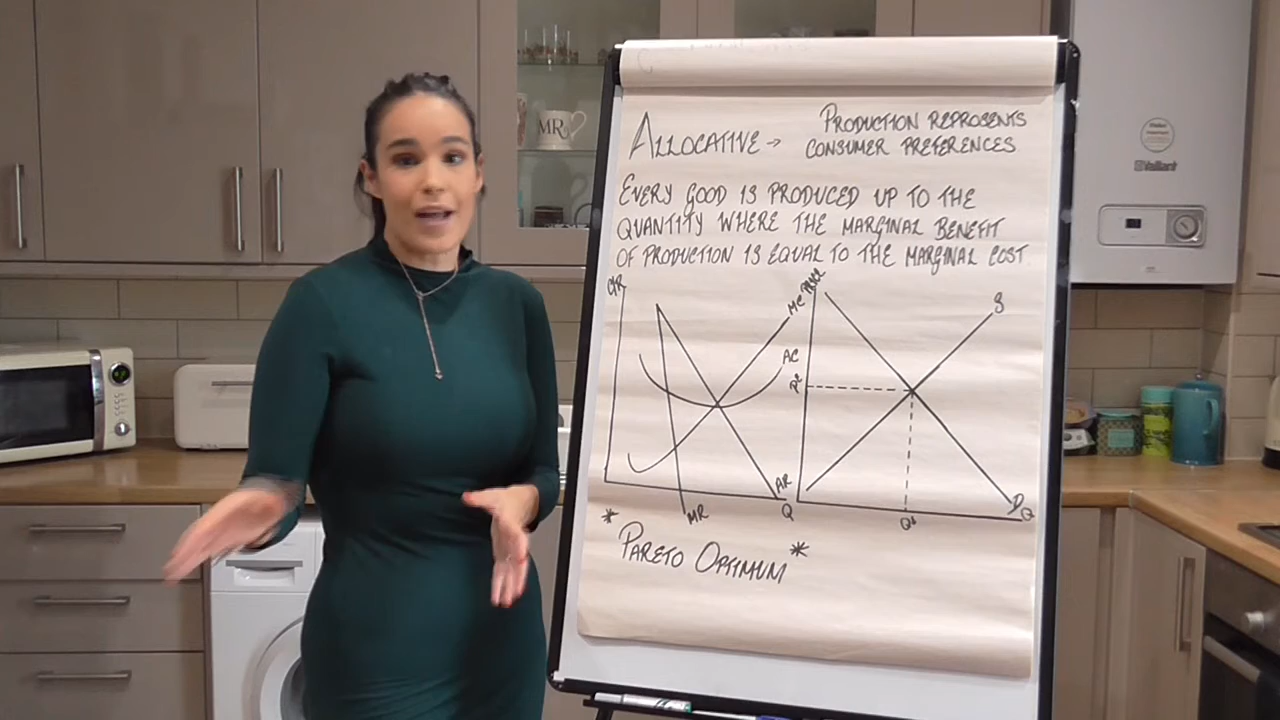 ALLOCATIVE → PRODUCTION REPRESENTS
CONSUMER PREFERENCES
EVERY GOOD IS PRODUCED UP TO THE
QUANTITY WHERE THE MARGINAL BENEFIT
OF PRODUCTION IS EQUAL TO THE MARGINAL COST.
C/R
MC
AC
AR
MR
Q
S
D
Q
* PARETO OPTIMUM *
MR
Vaillant